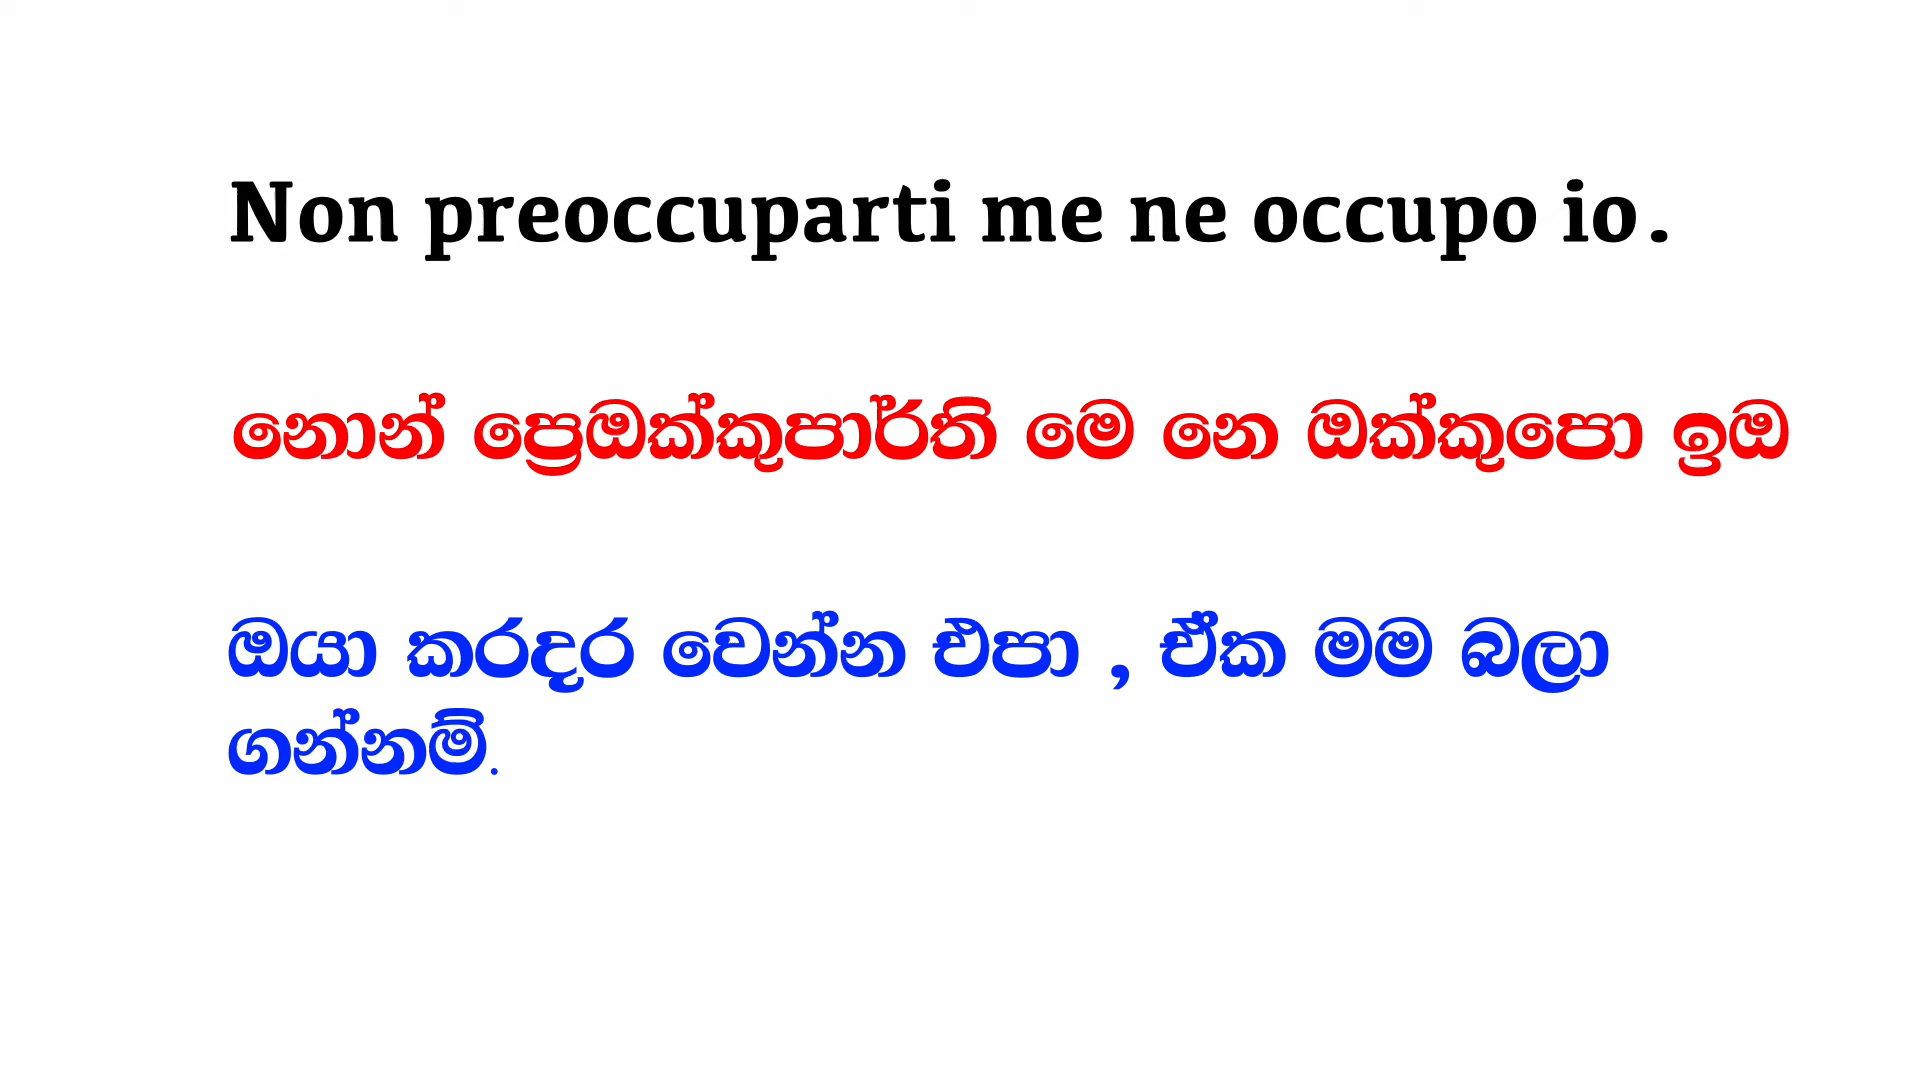 Non preoccuparti me ne occupo io.
නොන් ප්‍රෙඔක්කුපාර්ති මෙ නෙ ඔක්කුපො ඉඔ
ඔයා කරදර වෙන්න එපා , ඒක මම බලා
ගන්නම්.